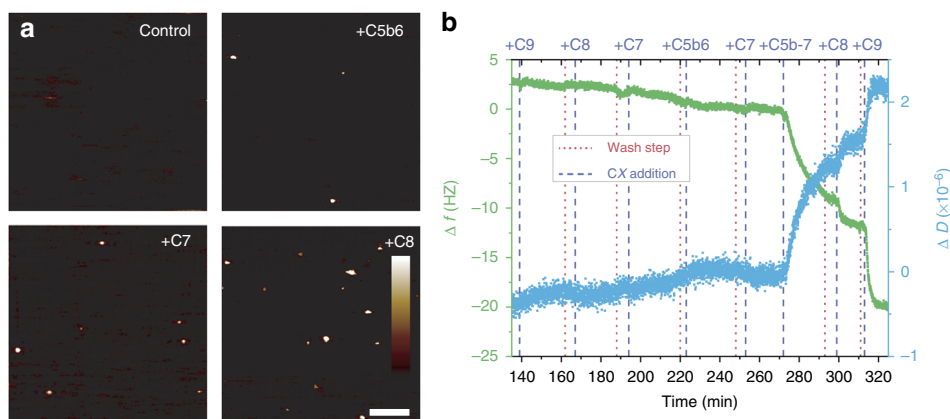 a
Control
+C5b6
+C7
+C8
b
+C9 +C8 +C7 +C5b6 +C7 +C5b-7 +C8 +C9
5
0
−5
−10
−15
−20
−25
Δ f (HZ)
Wash step
CX addition
2
1
0
−1
Δ D (×10⁻⁶)
140 160 180 200 220 240 260 280 300 320
Time (min)